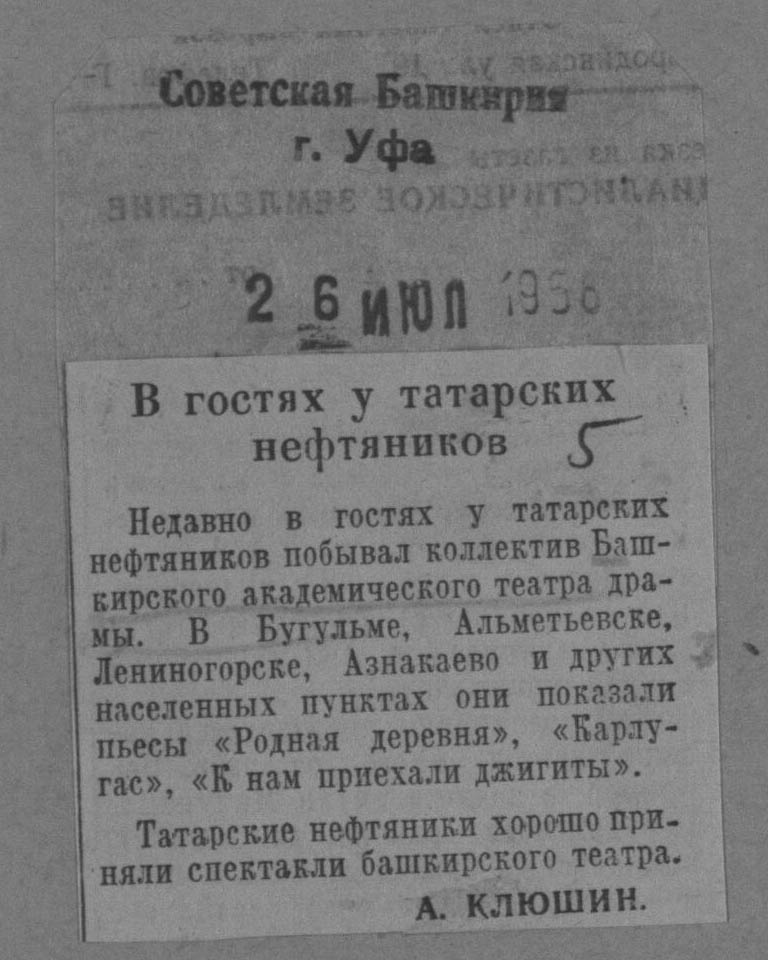 Советская Башкирия
г. Уфа
26 ИЮЛ 1956
В гостях у татарских
нефтяников 5
Недавно в гостях у татарских
нефтяников побывал коллектив Баш-
кирского академического театра дра-
мы. В Бугульме, Альметьевске,
Лениногорске, Азнакаево и других
населенных пунктах они показали
пьесы «Родная деревня», «Карлу-
гас», «К нам приехали джигиты».
Татарские нефтяники хорошо при-
няли спектакли башкирского театра.
А. КЛЮШИН.